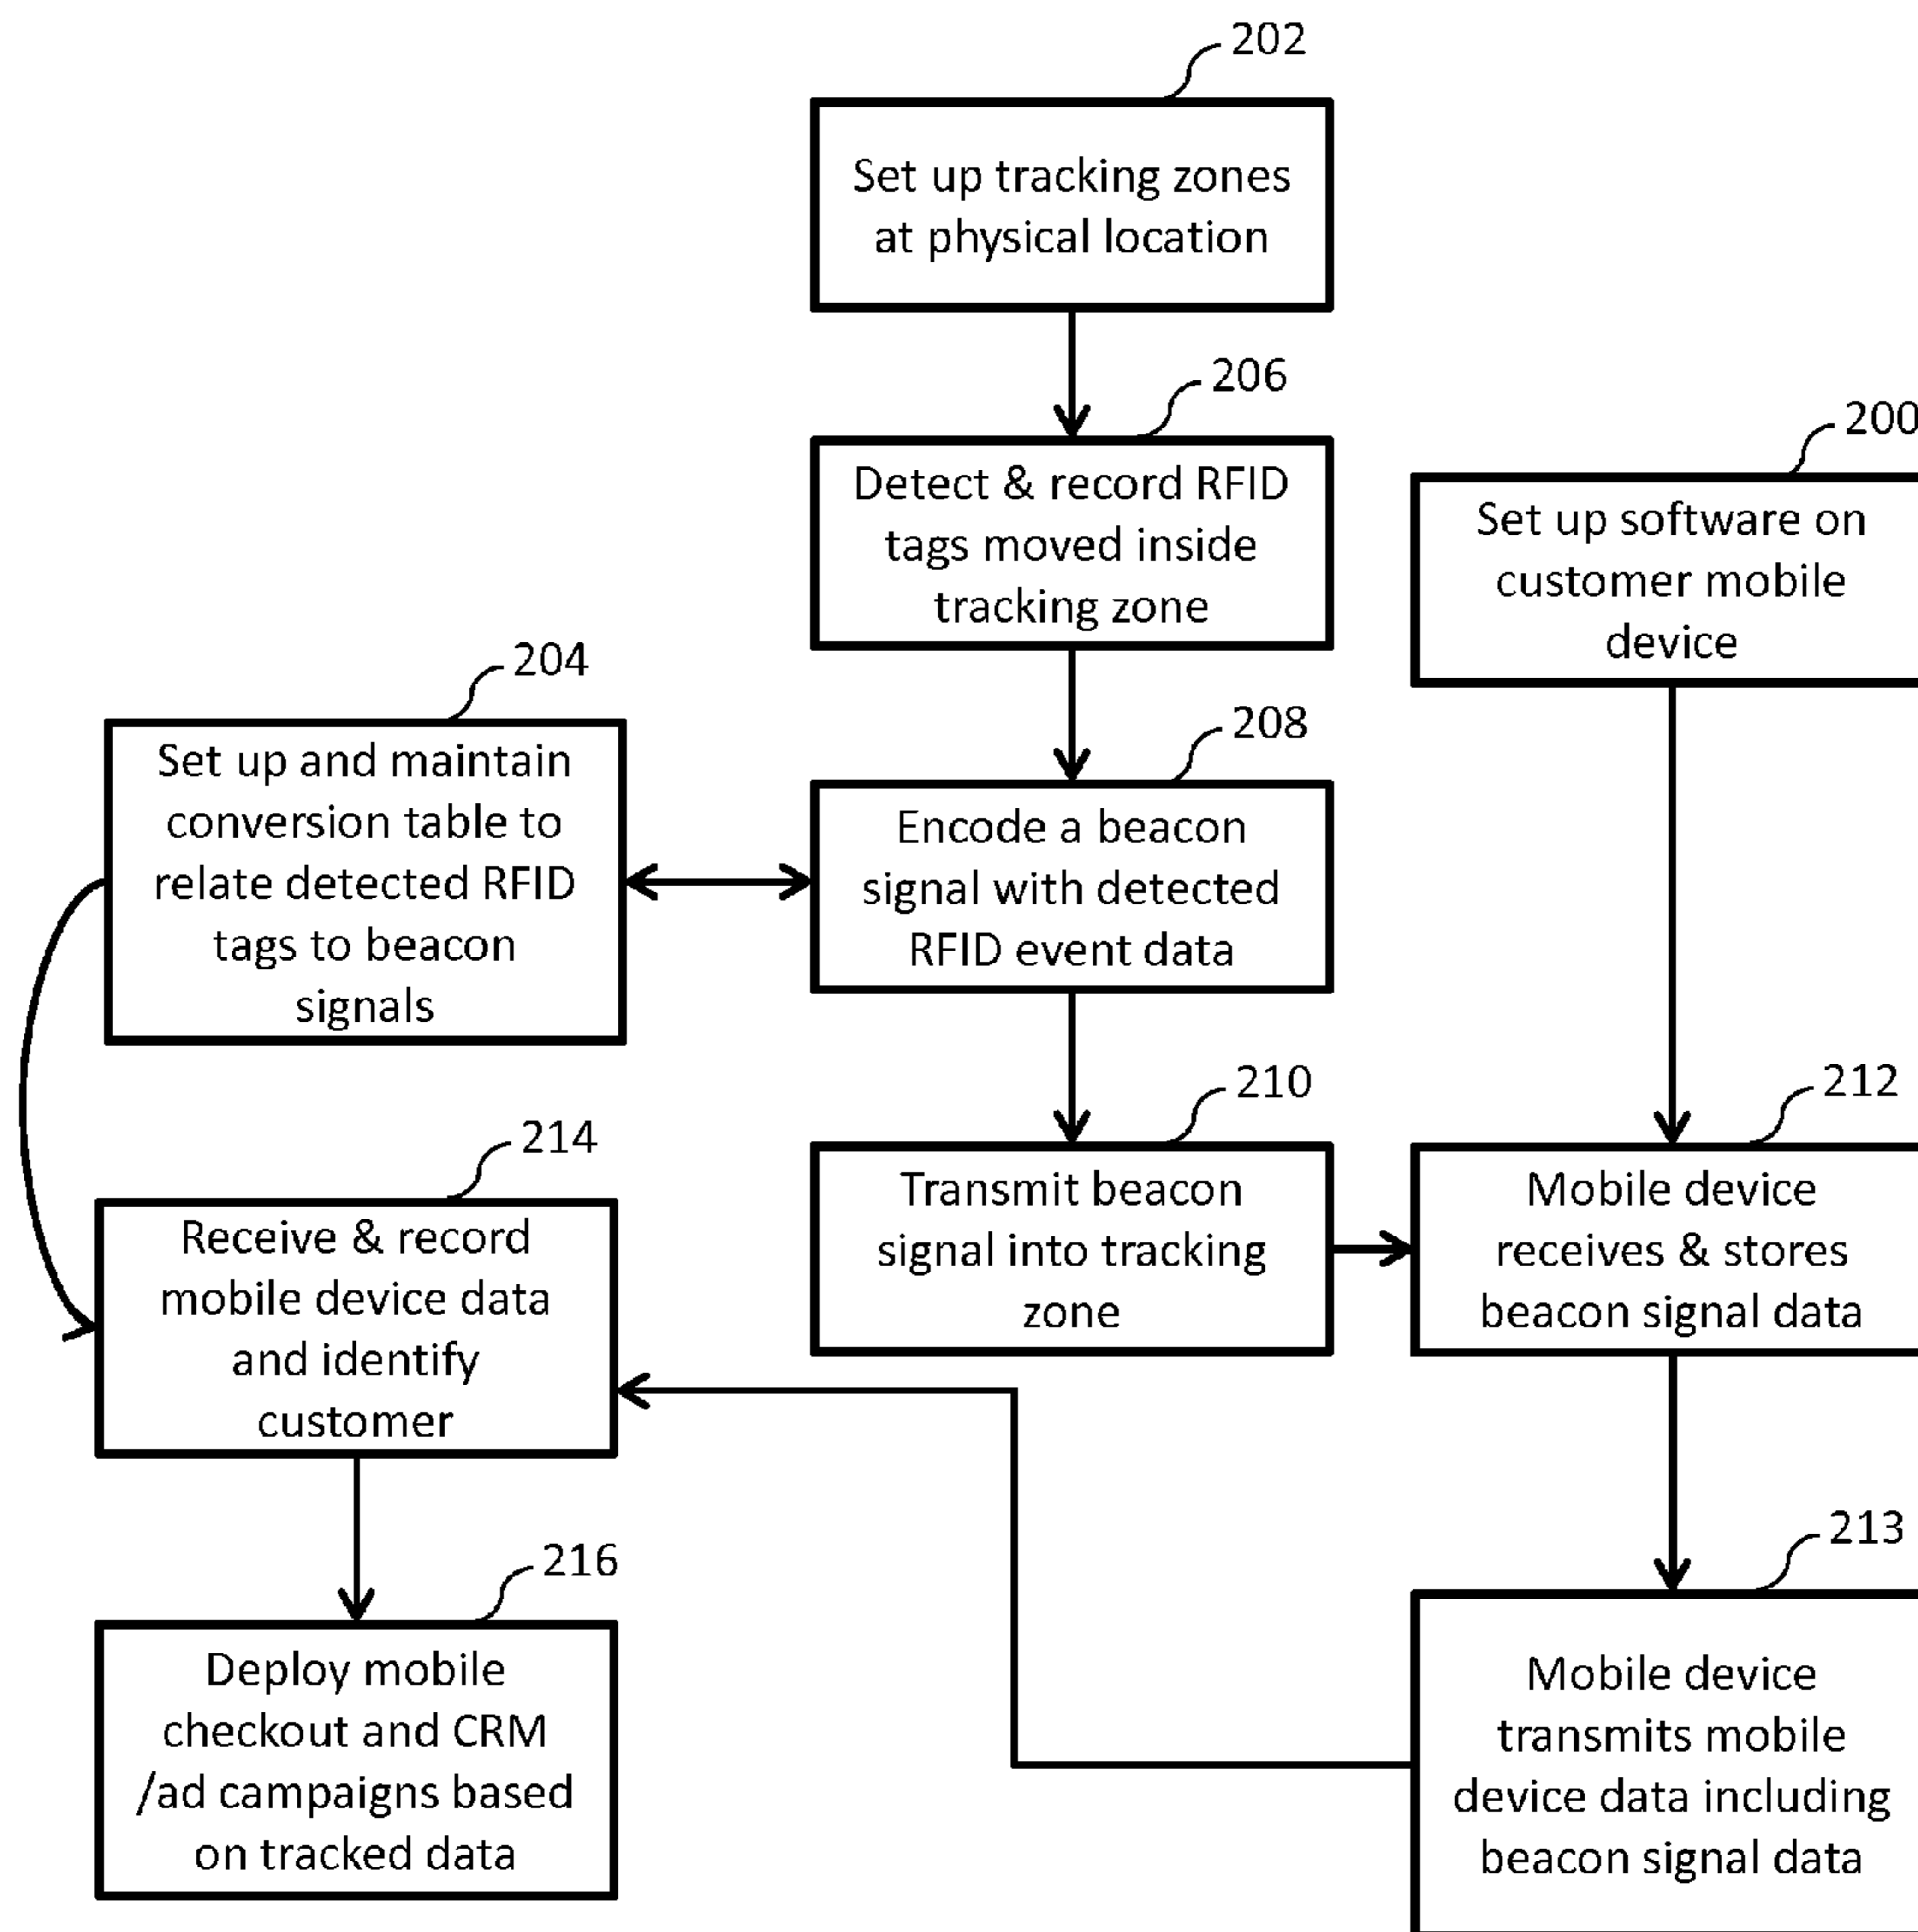 202
Set up tracking zones
at physical location
206
Detect & record RFID
tags moved inside
tracking zone
200
Set up software on
customer mobile
device
204
Set up and maintain
conversion table to
relate detected RFID
tags to beacon
signals
208
Encode a beacon
signal with detected
RFID event data
210
Transmit beacon
signal into tracking
zone
212
Mobile device
receives & stores
beacon signal data
214
Receive & record
mobile device data
and identify
customer
213
Mobile device
transmits mobile
device data including
beacon signal data
216
Deploy mobile
checkout and CRM
/ad campaigns based
on tracked data